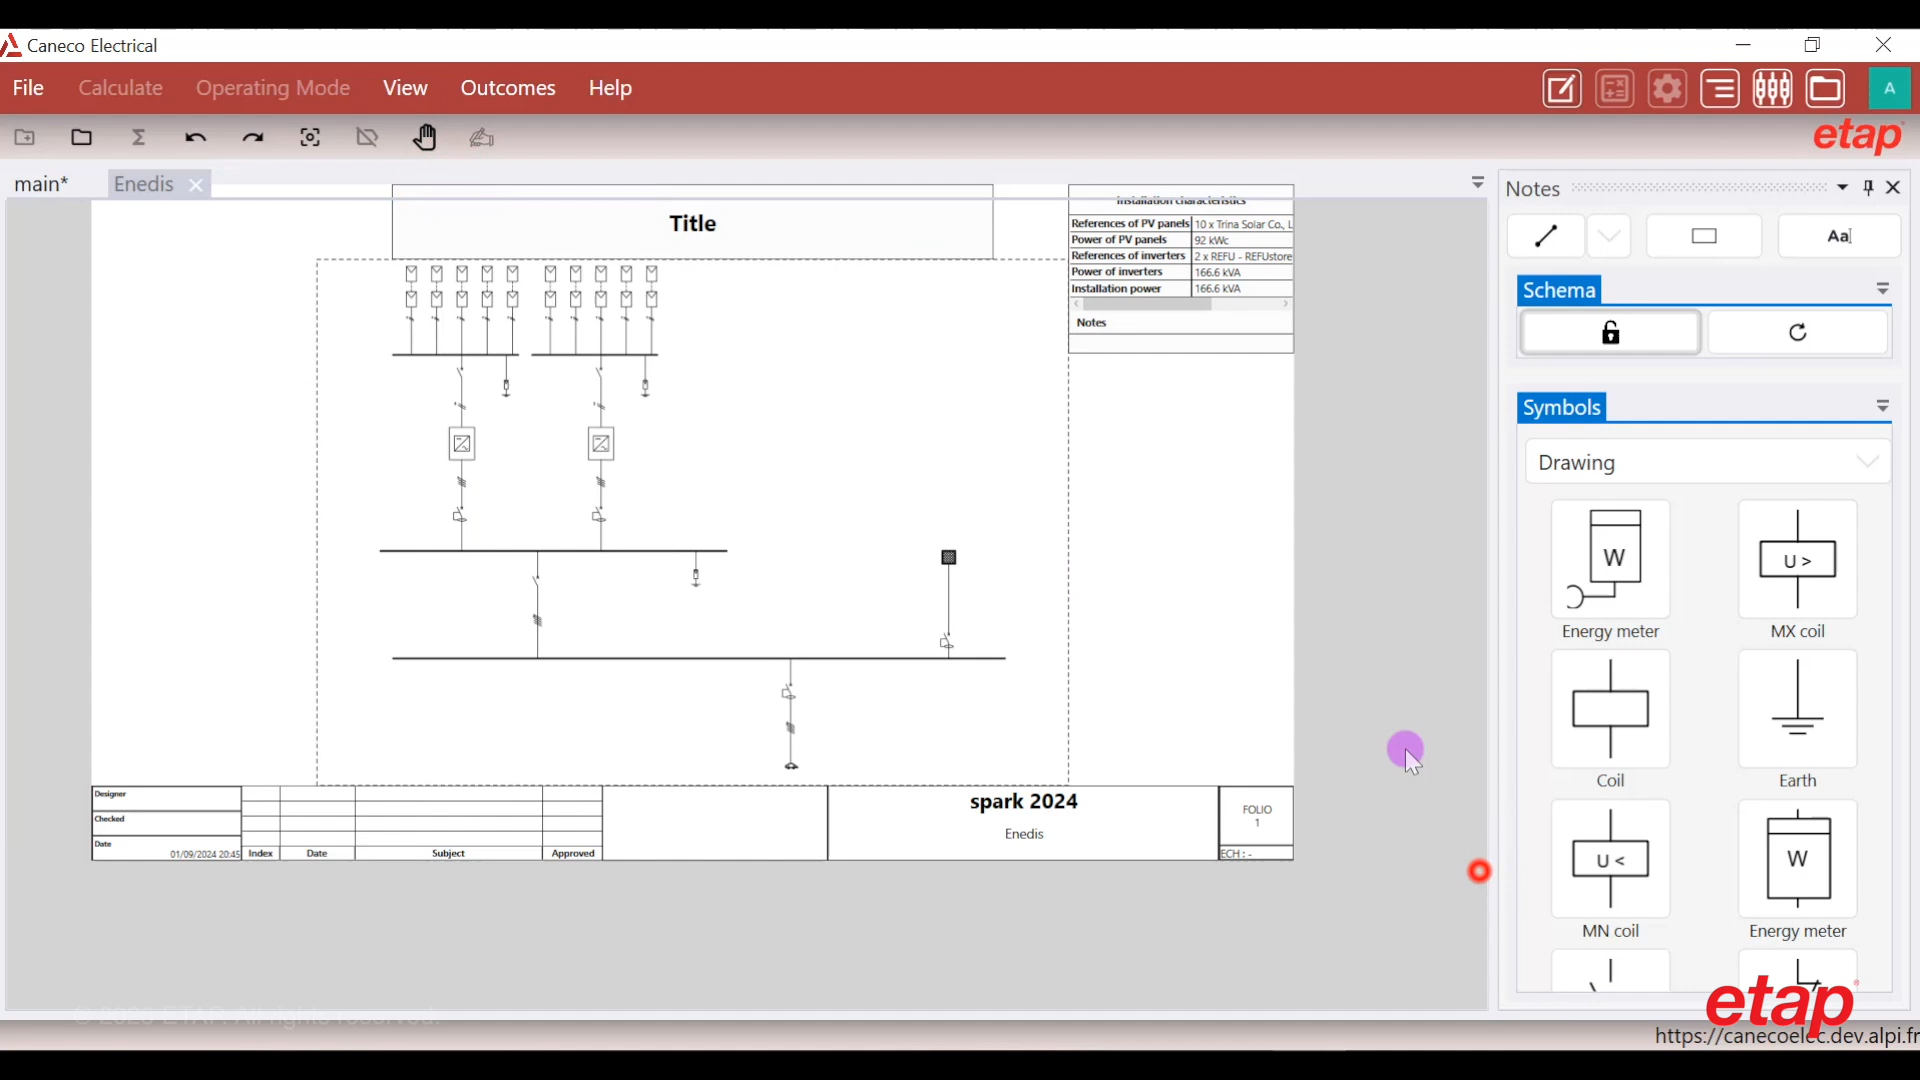 Caneco Electrical
File Calculate Operating Mode View Outcomes Help
A
etap
main* Enedis
Notes
Aa
Title
Installation characteristics
References of PV panels 10 x Trina Solar Co., L
Power of PV panels 92 kWc
References of inverters 2 x REFU - REFUstore
Power of inverters 166.6 kVA
Installation power 166.6 kVA
Notes
Schema
Symbols
Drawing
W
Energy meter
U >
MX coil
Coil
Earth
U <
MN coil
W
Energy meter
Designer
Checked
Date
01/09/2024 20:45
Index Date Subject Approved
spark 2024
Enedis
FOLIO
1
ECH : -
etap
https://canecoelec.dev.alpi.fr